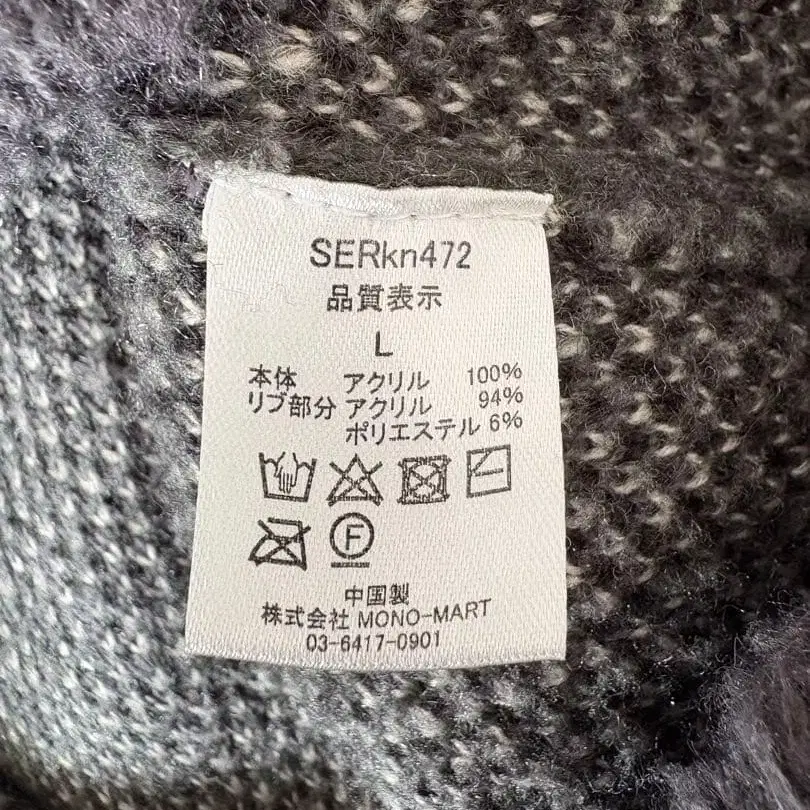 SERkn472
品質表示
L
本体 アクリル 100%
リブ部分 アクリル 94%
ポリエステル 6%
F
中国製
株式会社 MONO-MART
03-6417-0901